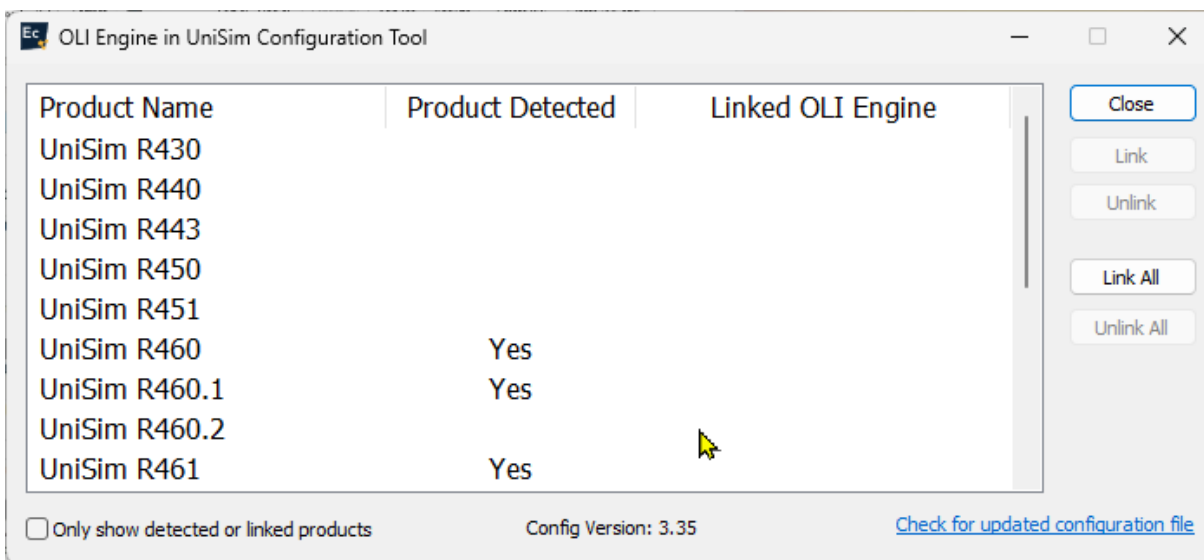 Ec OLI Engine in UniSim Configuration Tool
Product Name Product Detected Linked OLI Engine
UniSim R430
UniSim R440
UniSim R443
UniSim R450
UniSim R451
UniSim R460 Yes
UniSim R460.1 Yes
UniSim R460.2
UniSim R461 Yes
Close
Link
Unlink
Link All
Unlink All
Only show detected or linked products Config Version: 3.35 Check for updated configuration file